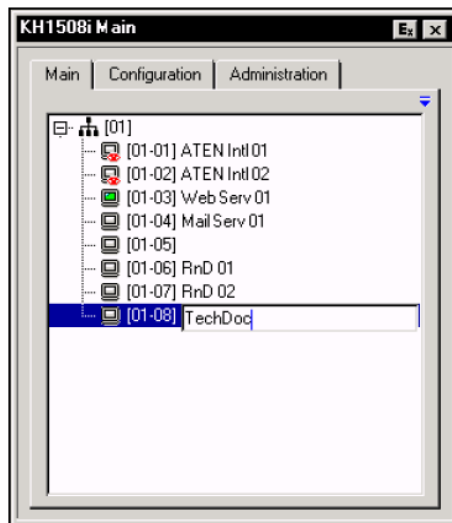 KH1508i Main
Main Configuration Administration
[01]
[01-01] ATEN Intl 01
[01-02] ATEN Intl 02
[01-03] Web Serv 01
[01-04] Mail Serv 01
[01-05]
[01-06] RnD 01
[01-07] RnD 02
[01-08] TechDoc